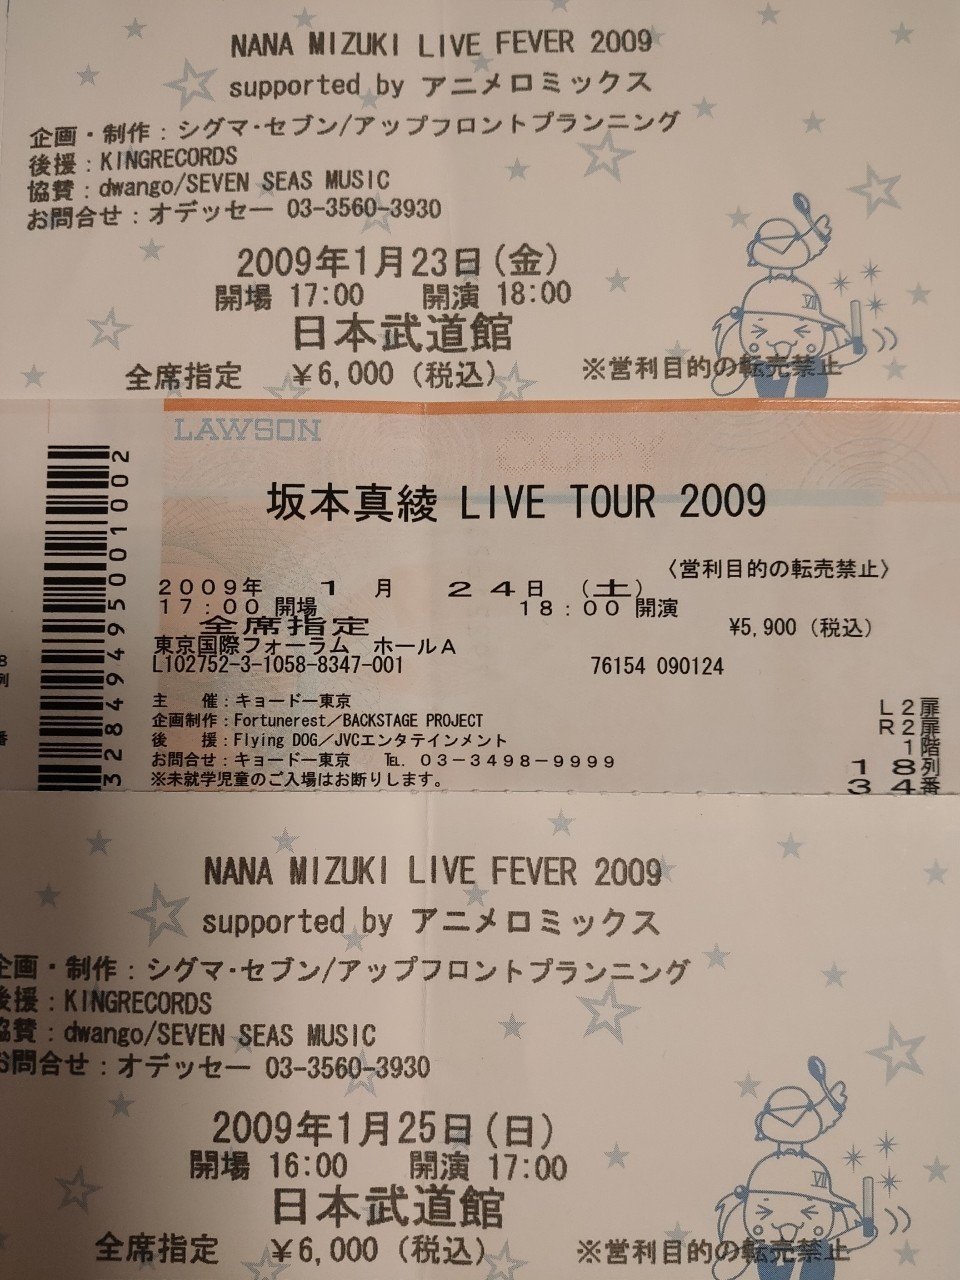 NANA MIZUKI LIVE FEVER 2009
supported by アニメロミックス
企画・制作：シグマ・セブン/アップフロントプランニング
後援：KINGRECORDS
協賛：dwango/SEVEN SEAS MUSIC
お問合せ：オデッセー 03-3560-3930
2009年1月23日(金)
開場 17:00 開演 18:00
日本武道館
全席指定 ￥6,000（税込）
※営利目的の転売禁止
VII
LAWSON
COPY
坂本真綾 LIVE TOUR 2009
〈営利目的の転売禁止〉
２００９年 １月 ２４日 （土）
１７：００ 開場 １８：００ 開演
全席指定 ¥5,900（税込）
東京国際フォーラム ホールＡ
L102752-3-1058-8347-001 76154 090124
主 催：キョードー東京
企画制作：Fortunerest／BACKSTAGE PROJECT
後 援：Flying DOG／JVCエンタテインメント
お問合せ：キョードー東京 ℡ ０３－３４９８－９９９９
※未就学児童のご入場はお断りします。
Ｌ２扉
Ｒ２扉
１階
１８列
３４番
3284949500１002
8
列
番
NANA MIZUKI LIVE FEVER 2009
supported by アニメロミックス
企画・制作：シグマ・セブン/アップフロントプランニング
後援：KINGRECORDS
協賛：dwango/SEVEN SEAS MUSIC
お問合せ：オデッセー 03-3560-3930
2009年1月25日(日)
開場 16:00 開演 17:00
日本武道館
全席指定 ￥6,000（税込）
※営利目的の転売禁止
VII